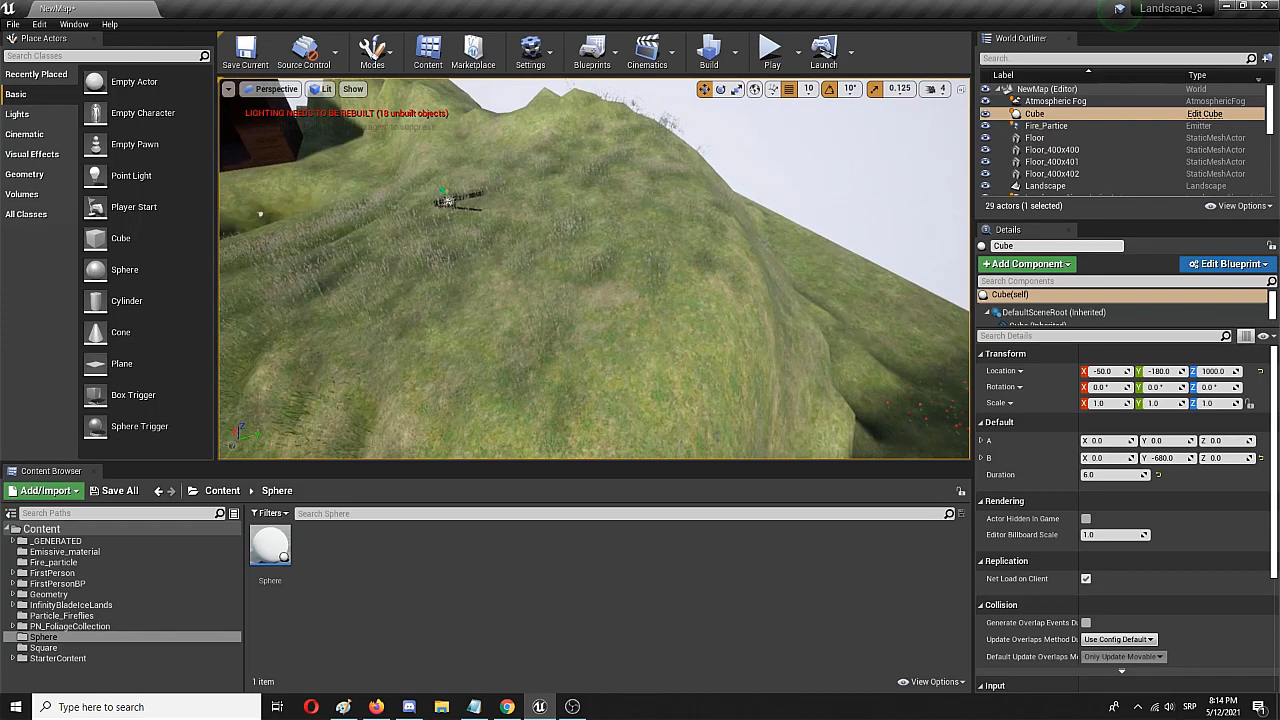 NewMap*
Landscape_3
File
Edit
Window
Help
Place Actors
Search Classes
Recently Placed
Basic
Lights
Cinematic
Visual Effects
Geometry
Volumes
All Classes
Empty Actor
Empty Character
Empty Pawn
Point Light
Player Start
Cube
Sphere
Cylinder
Cone
Plane
Box Trigger
Sphere Trigger
Save Current
Source Control
Modes
Content
Marketplace
Settings
Blueprints
Cinematics
Build
Play
Launch
Perspective
Lit
Show
10
10°
0.125
4
LIGHTING NEEDS TO BE REBUILT (18 unbuilt objects)
World Outliner
Search...
Label
Type
NewMap (Editor)
World
AtmosphericFog
AtmosphericFog
Cube
Edit Cube
Fire_Partice
Emitter
Floor
StaticMeshActor
Floor_400x400
StaticMeshActor
Floor_400x401
StaticMeshActor
Floor_400x402
StaticMeshActor
Landscape
Landscape
29 actors (1 selected)
View Options
Details
Cube
+Add Component
Edit Blueprint
Search Components
Cube(self)
DefaultSceneRoot (Inherited)
Cube (Inherited)
Search Details
Transform
Location
X -50.0 Y -180.0 Z 1000.0
Rotation
X 0.0 ° Y 0.0 ° Z 0.0 °
Scale
X 1.0 Y 1.0 Z 1.0
Default
A
X 0.0 Y 0.0 Z 0.0
B
X 0.0 Y -680.0 Z 0.0
Duration
6.0
Rendering
Actor Hidden In Game
Editor Billboard Scale
1.0
Replication
Net Load on Client
Collision
Generate Overlap Events Du
Update Overlaps Method Du
Use Config Default
Default Update Overlaps M
Only Update Movable
Input
Content Browser
Add/Import
Save All
Content
Sphere
Search Paths
Filters
Search Sphere
Content
_GENERATED
Emissive_material
Fire_particle
FirstPerson
FirstPersonBP
Geometry
InfinityBladeIceLands
Particle_Fireflies
PN_FoliageCollection
Sphere
Square
StarterContent
Sphere
1 item
View Options
Type here to search
SRP
8:14 PM
5/12/2021